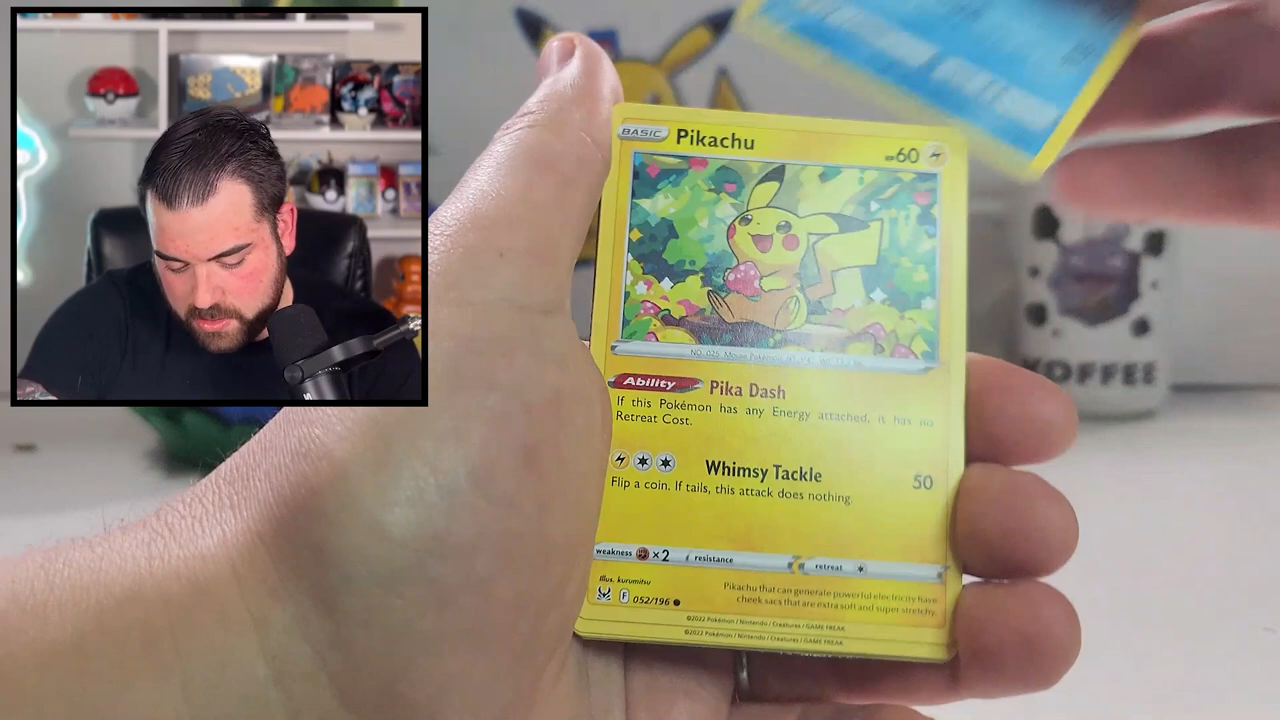 BASIC Pikachu HP60
Ability Pika Dash
If this Pokémon has any Energy attached, it has no
Retreat Cost.
Whimsy Tackle 50
Flip a coin. If tails, this attack does nothing.
weakness ×2 resistance retreat
Illus. kurumitsu
F 052/196
Pikachu that can generate powerful electricity have
cheek sacs that are extra soft and super stretchy.
©2022 Pokémon / Nintendo / Creatures / GAME FREAK
©2022 Pokémon / Nintendo / Creatures / GAME FREAK
KOFFEE